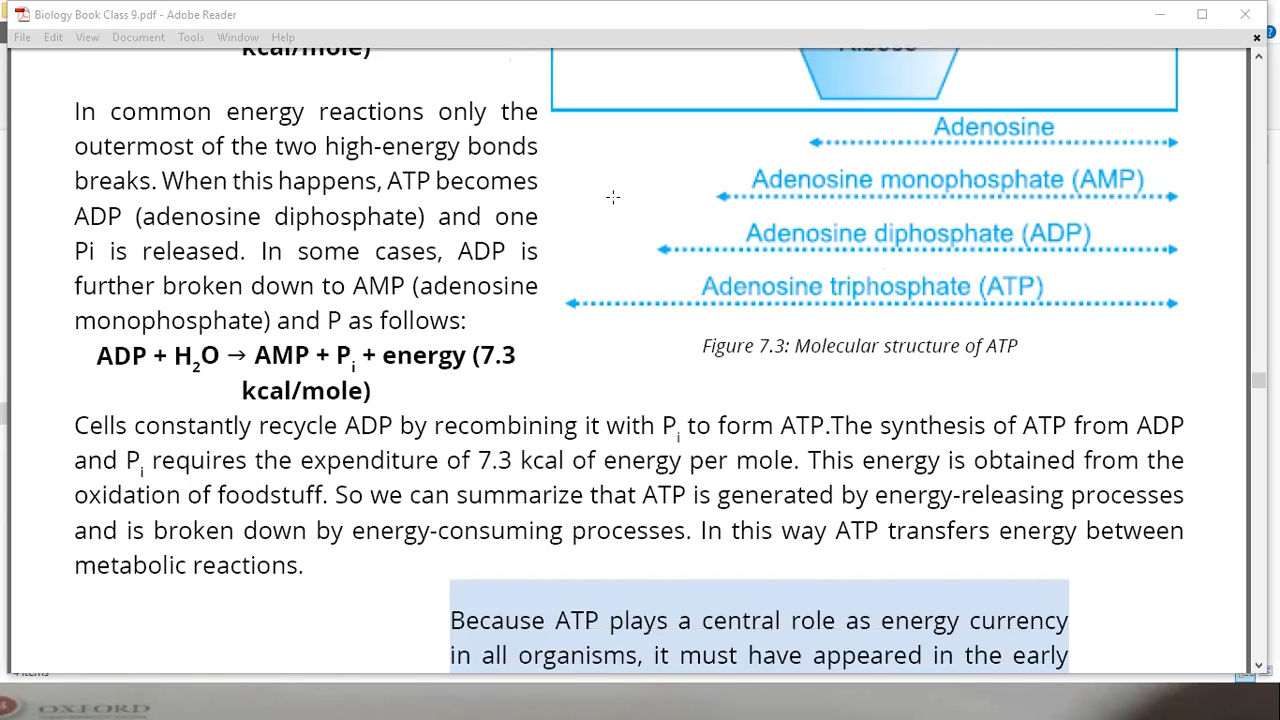 Biology Book Class 9.pdf - Adobe Reader
File Edit View Document Tools Window Help
kcal/mole)
Ribose
In common energy reactions only the
outermost of the two high-energy bonds
breaks. When this happens, ATP becomes
ADP (adenosine diphosphate) and one
Pi is released. In some cases, ADP is
further broken down to AMP (adenosine
monophosphate) and P as follows:
ADP + H2O → AMP + Pi + energy (7.3
kcal/mole)
Adenosine
Adenosine monophosphate (AMP)
Adenosine diphosphate (ADP)
Adenosine triphosphate (ATP)
Figure 7.3: Molecular structure of ATP
Cells constantly recycle ADP by recombining it with Pi to form ATP.The synthesis of ATP from ADP
and Pi requires the expenditure of 7.3 kcal of energy per mole. This energy is obtained from the
oxidation of foodstuff. So we can summarize that ATP is generated by energy-releasing processes
and is broken down by energy-consuming processes. In this way ATP transfers energy between
metabolic reactions.
Because ATP plays a central role as energy currency
in all organisms, it must have appeared in the early
items
OXFORD